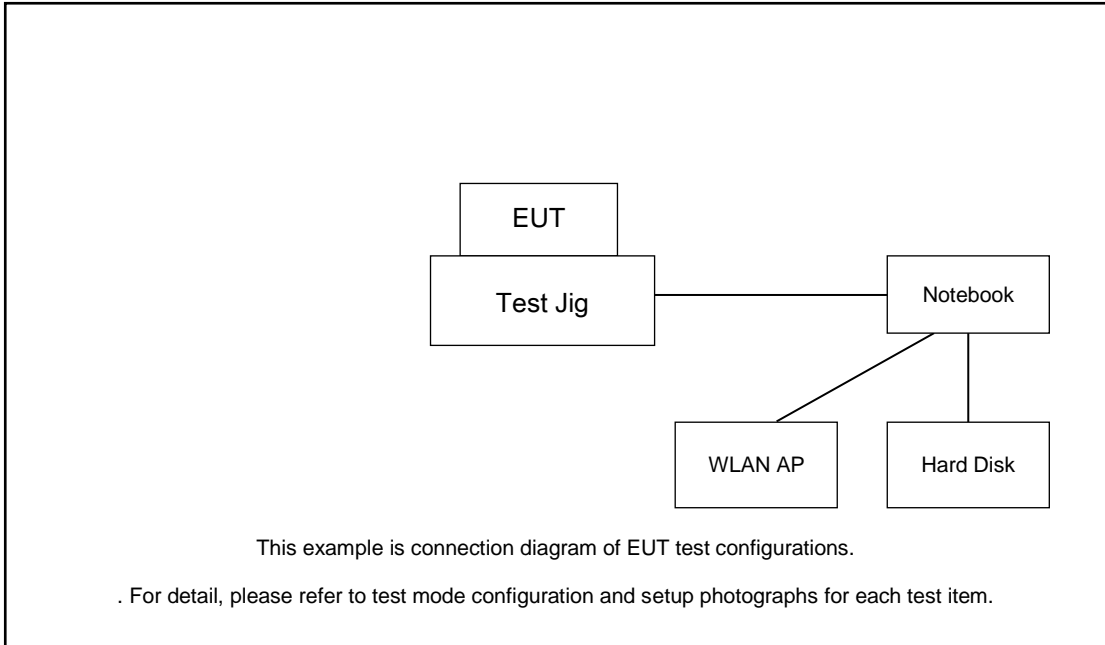 EUT
Test Jig
Notebook
WLAN AP
Hard Disk
This example is connection diagram of EUT test configurations.
. For detail, please refer to test mode configuration and setup photographs for each test item.